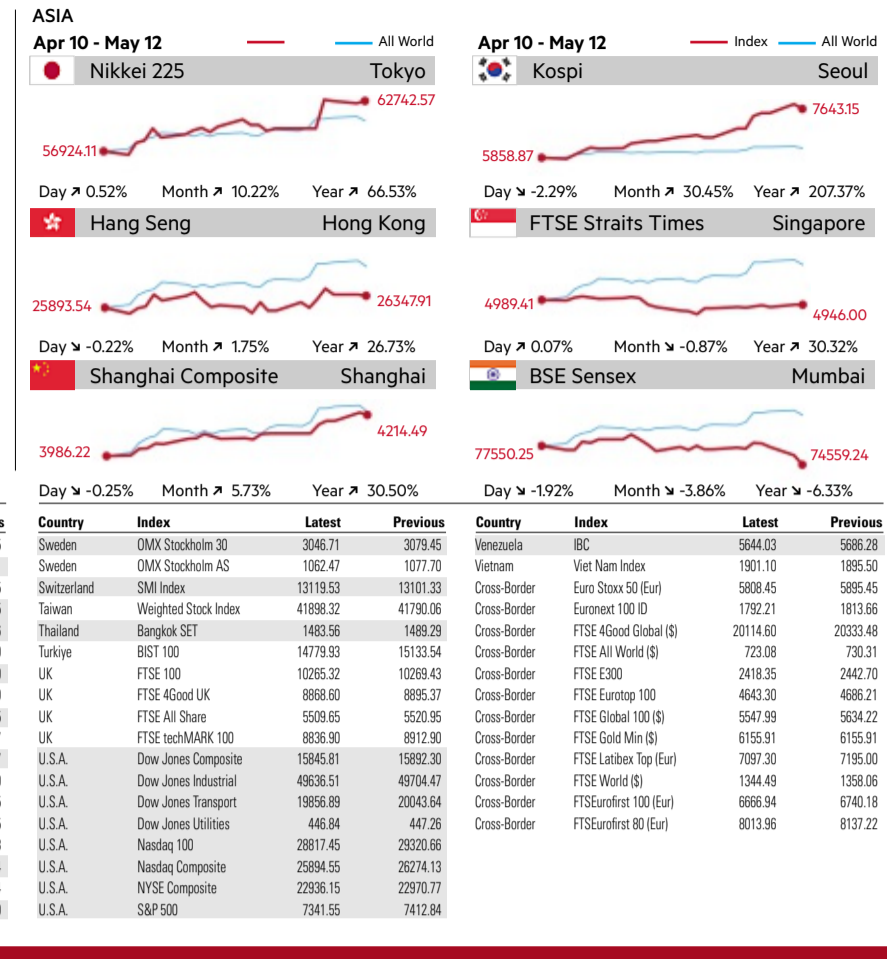 ASIA
Apr 10 - May 12 All World
Nikkei 225 Tokyo
62742.57
56924.11
Day ↗ 0.52% Month ↗ 10.22% Year ↗ 66.53%
Hang Seng Hong Kong
25893.54
26347.91
Day ↘ -0.22% Month ↗ 1.75% Year ↗ 26.73%
Shanghai Composite Shanghai
4214.49
3986.22
Day ↘ -0.25% Month ↗ 5.73% Year ↗ 30.50%
Apr 10 - May 12 Index All World
Kospi Seoul
7643.15
5858.87
Day ↘ -2.29% Month ↗ 30.45% Year ↗ 207.37%
FTSE Straits Times Singapore
4989.41
4946.00
Day ↗ 0.07% Month ↘ -0.87% Year ↗ 30.32%
BSE Sensex Mumbai
77550.25
74559.24
Day ↘ -1.92% Month ↘ -3.86% Year ↘ -6.33%
Country Index Latest Previous
Sweden OMX Stockholm 30 3046.71 3079.45
Sweden OMX Stockholm AS 1062.47 1077.70
Switzerland SMI Index 13119.53 13101.33
Taiwan Weighted Stock Index 41898.32 41790.06
Thailand Bangkok SET 1483.56 1489.29
Turkiye BIST 100 14779.93 15133.54
UK FTSE 100 10265.32 10269.43
UK FTSE 4Good UK 8868.60 8895.37
UK FTSE All Share 5509.65 5520.95
UK FTSE techMARK 100 8836.90 8912.90
U.S.A. Dow Jones Composite 15845.81 15892.30
U.S.A. Dow Jones Industrial 49636.51 49704.47
U.S.A. Dow Jones Transport 19856.89 20043.64
U.S.A. Dow Jones Utilities 446.84 447.26
U.S.A. Nasdaq 100 28817.45 29320.66
U.S.A. Nasdaq Composite 25894.55 26274.13
U.S.A. NYSE Composite 22936.15 22970.77
U.S.A. S&P 500 7341.55 7412.84
Country Index Latest Previous
Venezuela IBC 5644.03 5686.28
Vietnam Viet Nam Index 1901.10 1895.50
Cross-Border Euro Stoxx 50 (Eur) 5808.45 5895.45
Cross-Border Euronext 100 ID 1792.21 1813.66
Cross-Border FTSE 4Good Global ($) 20114.60 20333.48
Cross-Border FTSE All World ($) 723.08 730.31
Cross-Border FTSE E300 2418.35 2442.70
Cross-Border FTSE Eurotop 100 4643.30 4686.21
Cross-Border FTSE Global 100 ($) 5547.99 5634.22
Cross-Border FTSE Gold Min ($) 6155.91 6155.91
Cross-Border FTSE Latibex Top (Eur) 7097.30 7195.00
Cross-Border FTSE World ($) 1344.49 1358.06
Cross-Border FTSEurofirst 100 (Eur) 6666.94 6740.18
Cross-Border FTSEurofirst 80 (Eur) 8013.96 8137.22